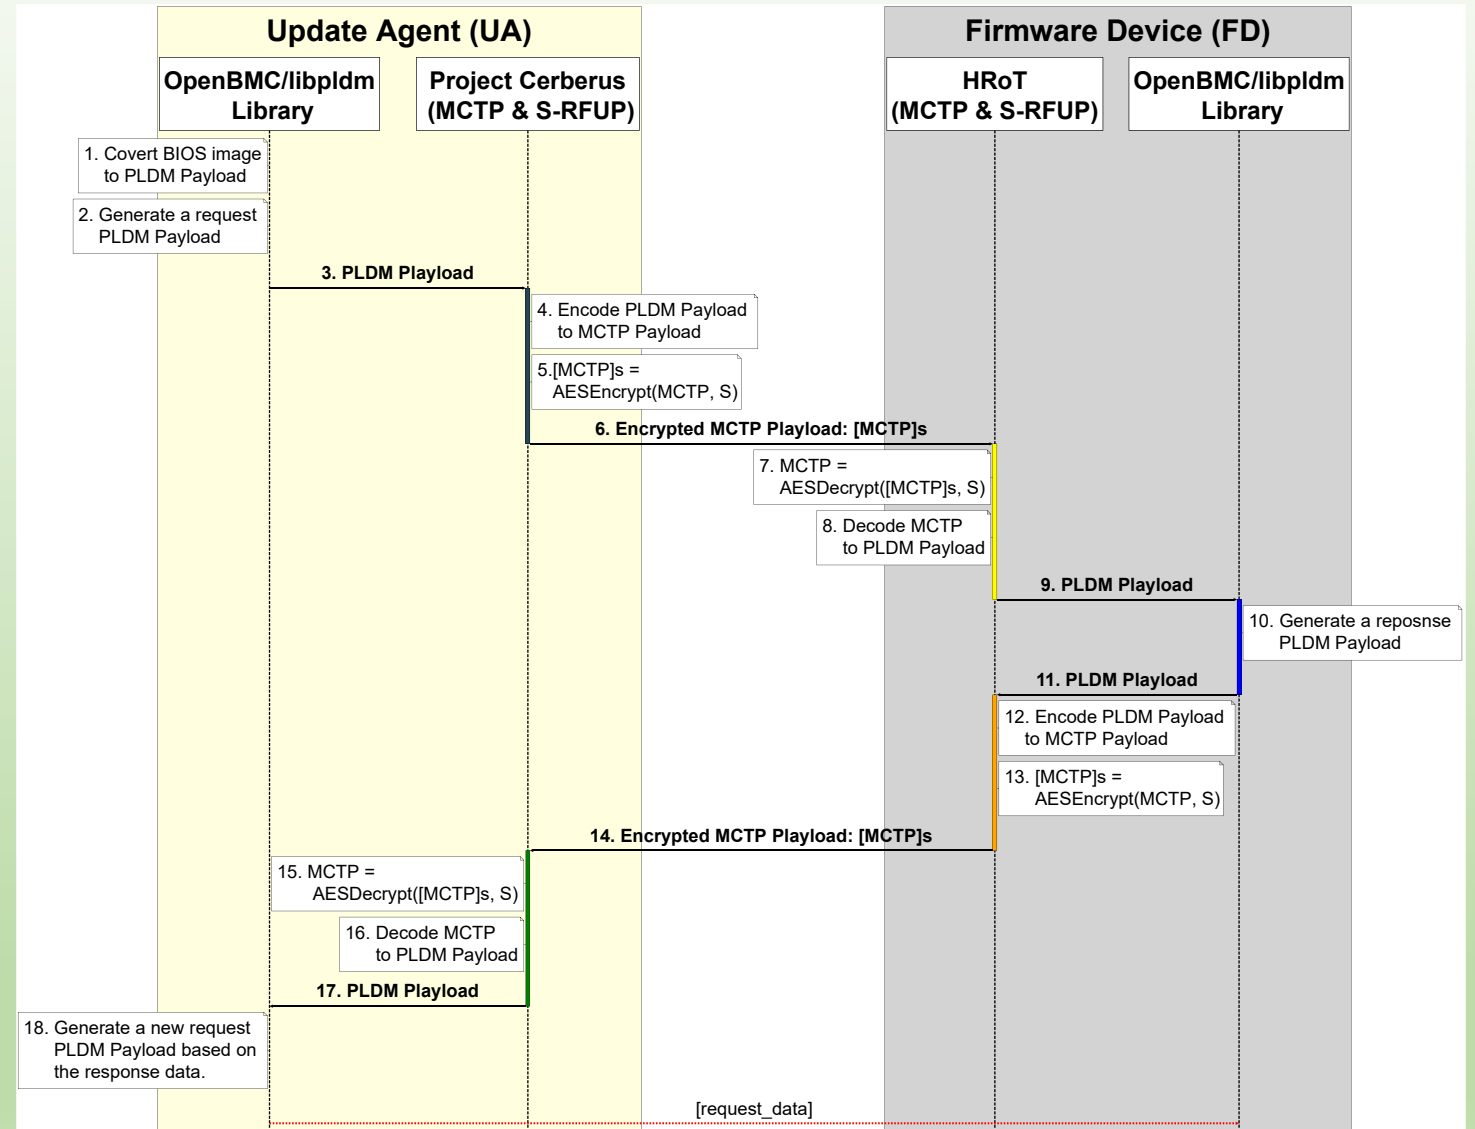 Update Agent (UA)
Firmware Device (FD)
OpenBMC/libpldm
Library
Project Cerberus
(MCTP & S-RFUP)
HRoT
(MCTP & S-RFUP)
OpenBMC/libpldm
Library
1. Covert BIOS image
to PLDM Payload
2. Generate a request
PLDM Payload
3. PLDM Playload
4. Encode PLDM Payload
to MCTP Payload
5.[MCTP]s =
AESEncrypt(MCTP, S)
6. Encrypted MCTP Playload: [MCTP]s
7. MCTP =
AESDecrypt([MCTP]s, S)
8. Decode MCTP
to PLDM Payload
9. PLDM Playload
10. Generate a reposnse
PLDM Payload
11. PLDM Playload
12. Encode PLDM Payload
to MCTP Payload
13. [MCTP]s =
AESEncrypt(MCTP, S)
14. Encrypted MCTP Playload: [MCTP]s
15. MCTP =
AESDecrypt([MCTP]s, S)
16. Decode MCTP
to PLDM Payload
17. PLDM Playload
18. Generate a new request
PLDM Payload based on
the response data.
[request_data]